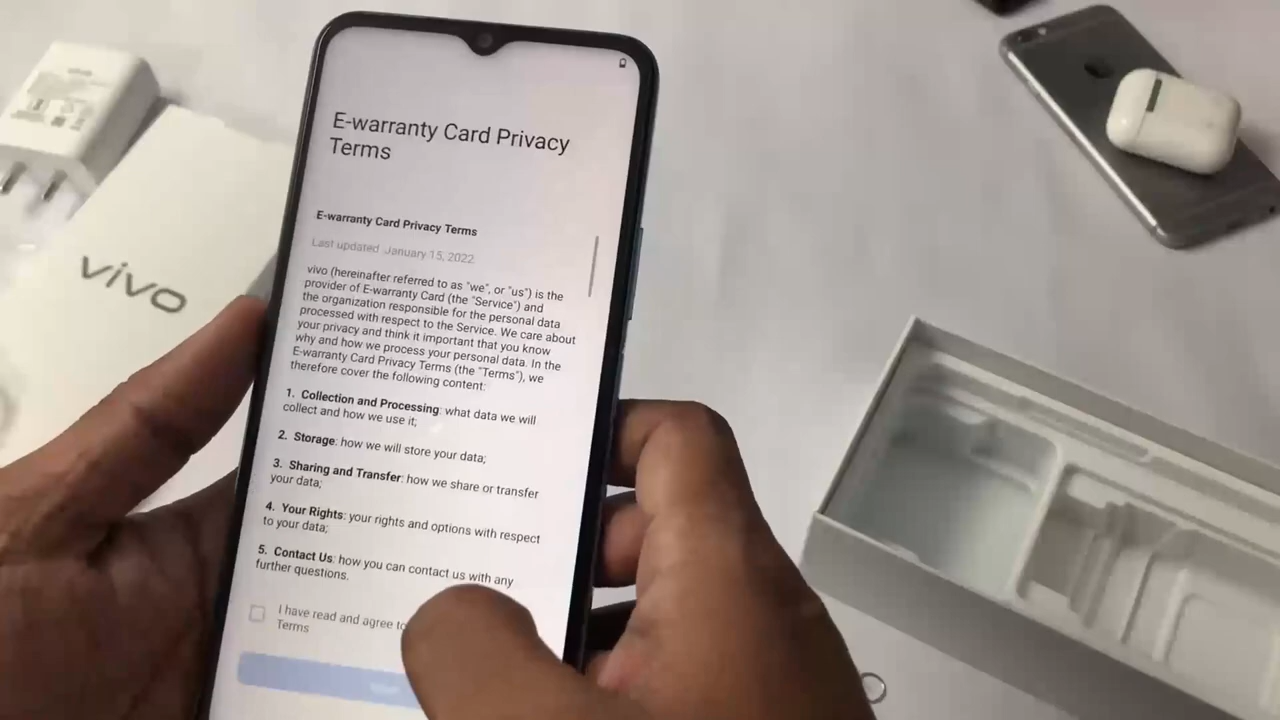 vivo
E-warranty Card Privacy
Terms
E-warranty Card Privacy Terms
Last updated January 15, 2022
vivo (hereinafter referred to as "we", or "us") is the
provider of E-warranty Card (the "Service") and
the organization responsible for the personal data
processed with respect to the Service. We care about
your privacy and think it important that you know
why and how we process your personal data. In the
E-warranty Card Privacy Terms (the "Terms"), we
therefore cover the following content:
1. Collection and Processing: what data we will
collect and how we use it;
2. Storage: how we will store your data;
3. Sharing and Transfer: how we share or transfer
your data;
4. Your Rights: your rights and options with respect
to your data;
5. Contact Us: how you can contact us with any
further questions.
I have read and agree to
Terms